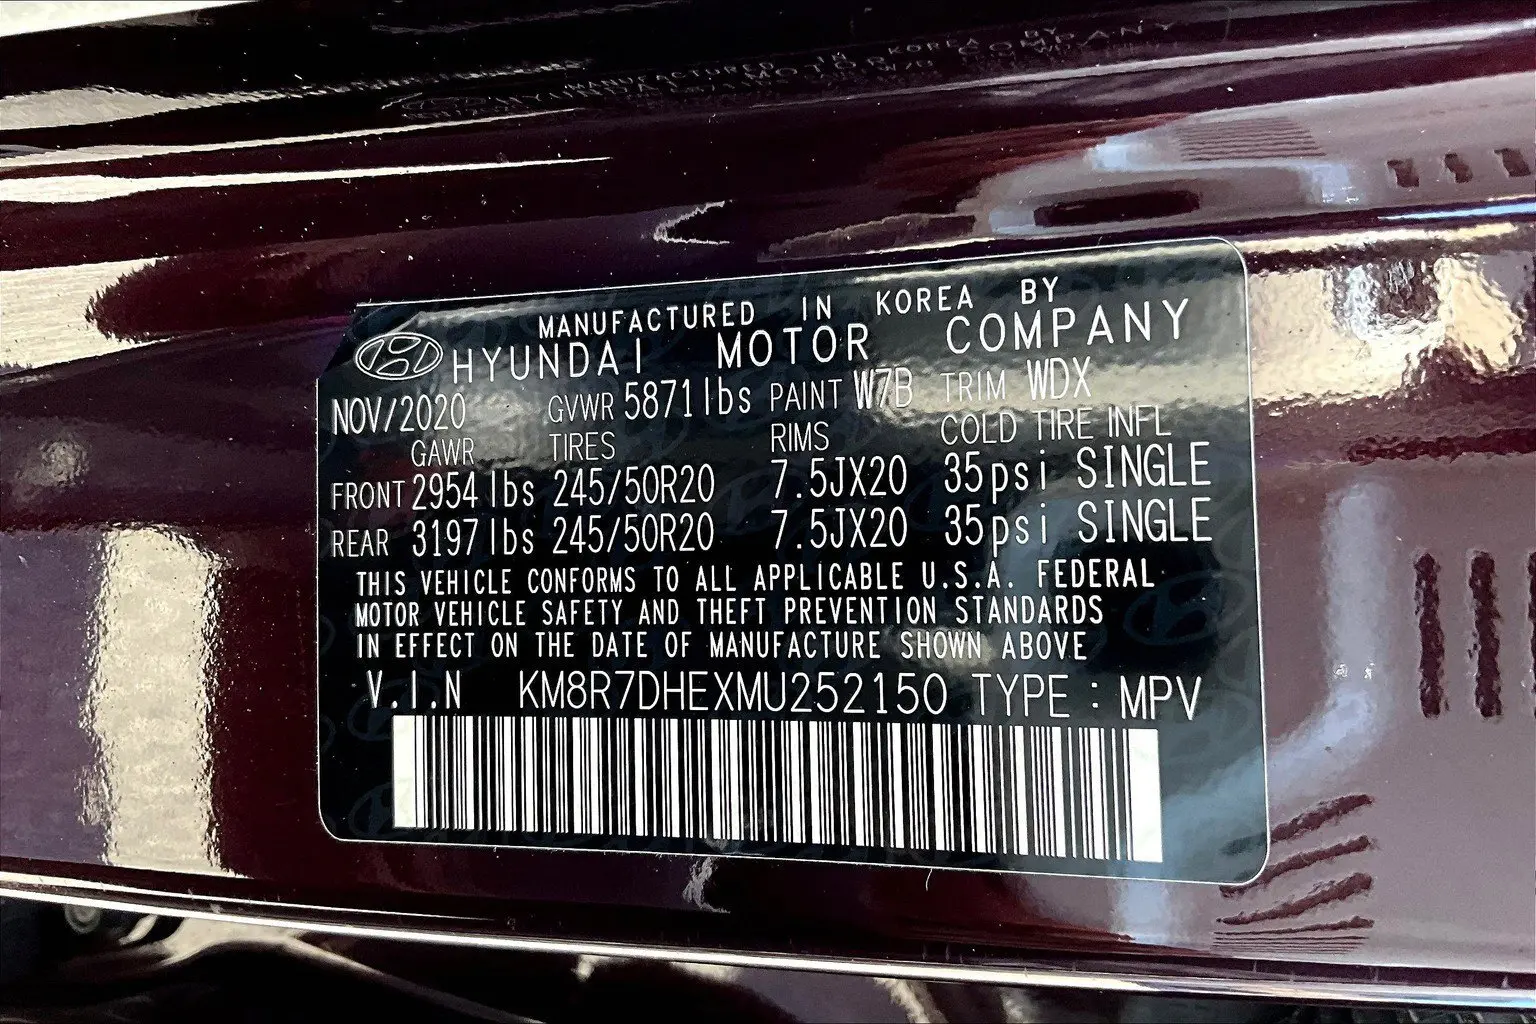 MANUFACTURED IN KOREA BY
HYUNDAI MOTOR COMPANY
NOV/2020 GVWR 5871lbs PAINT W7B TRIM WDX
GAWR TIRES RIMS COLD TIRE INFL
FRONT 2954lbs 245/50R20 7.5JX20 35psi SINGLE
REAR 3197lbs 245/50R20 7.5JX20 35psi SINGLE
THIS VEHICLE CONFORMS TO ALL APPLICABLE U.S.A. FEDERAL
MOTOR VEHICLE SAFETY AND THEFT PREVENTION STANDARDS
IN EFFECT ON THE DATE OF MANUFACTURE SHOWN ABOVE
V.I.N KM8R7DHEXMU252150 TYPE : MPV